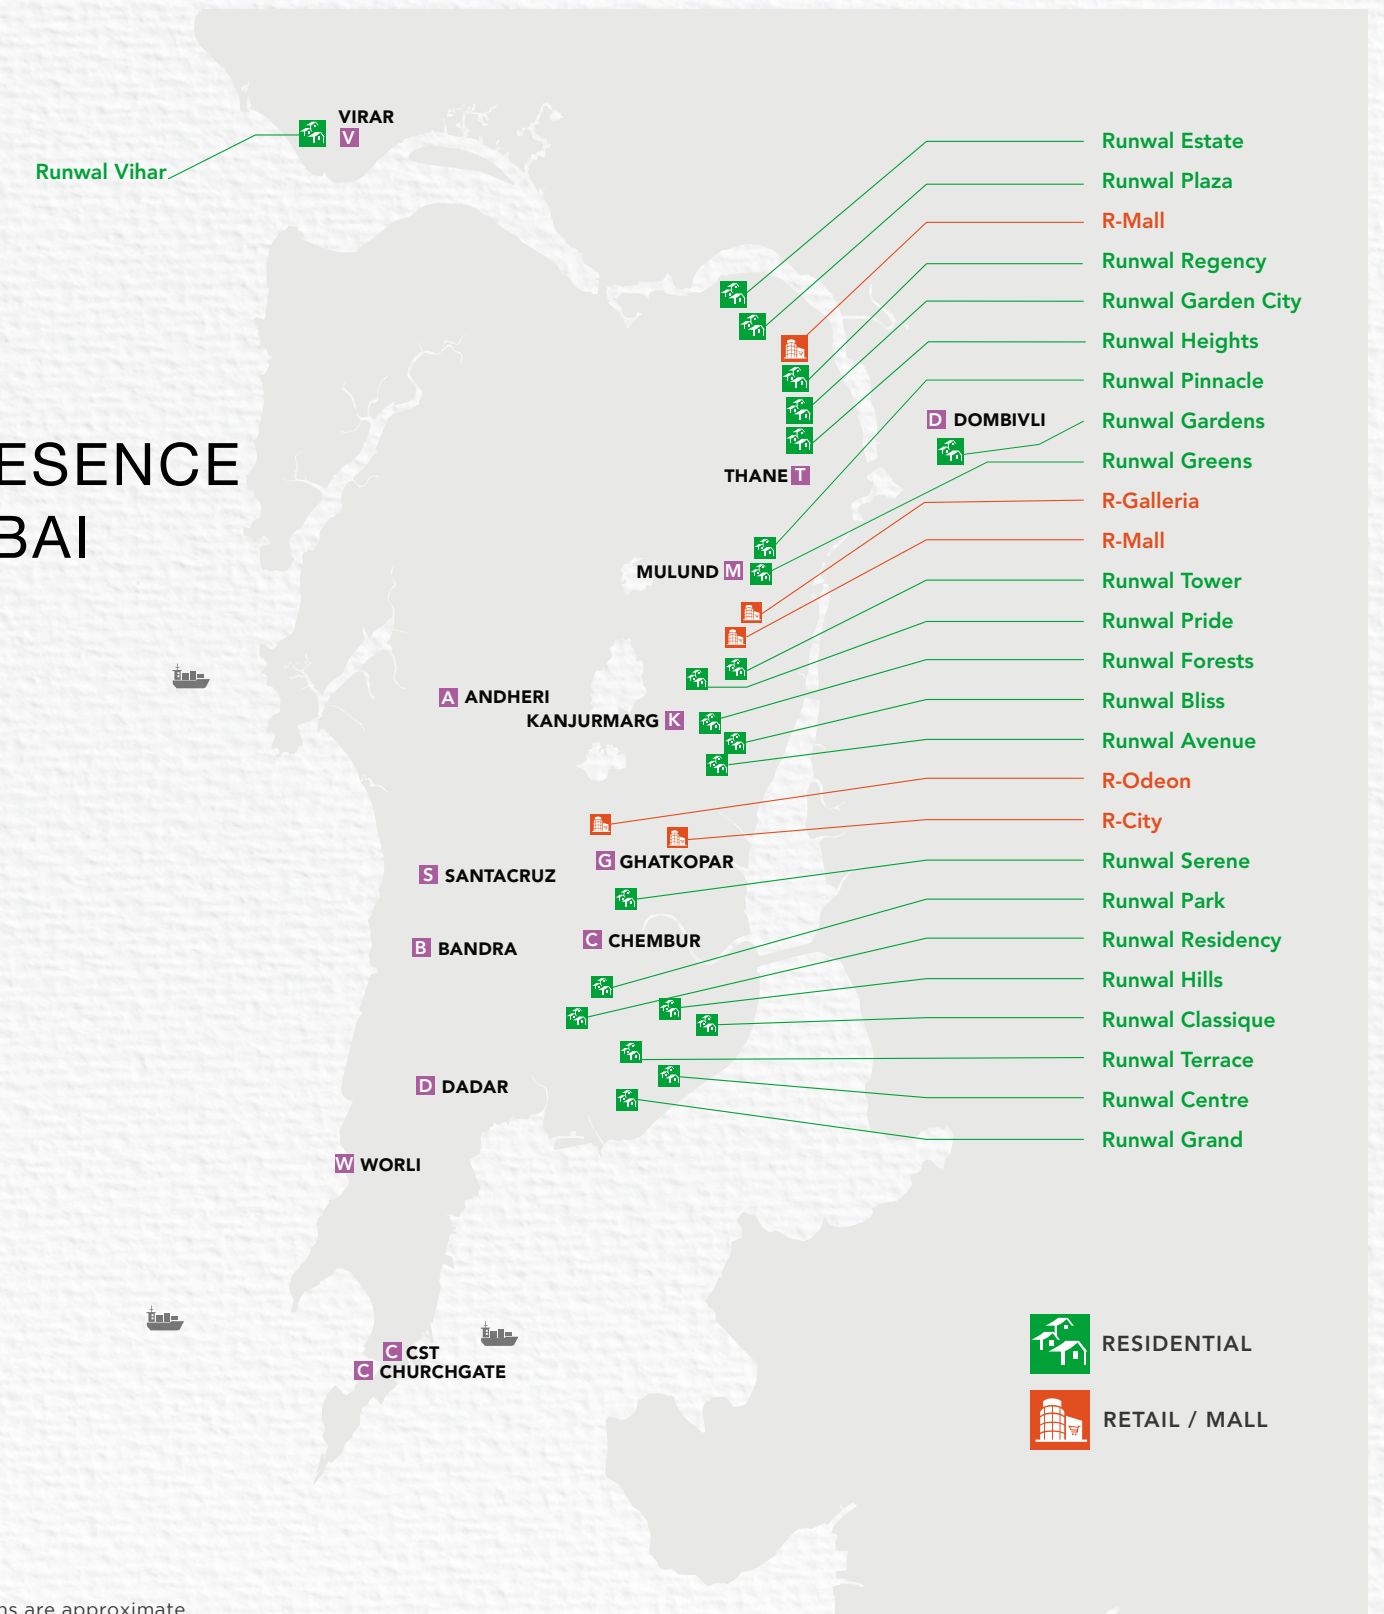 VIRAR
V
Runwal Vihar
Runwal Estate
Runwal Plaza
R-Mall
Runwal Regency
Runwal Garden City
Runwal Heights
Runwal Pinnacle
Runwal Gardens
Runwal Greens
R-Galleria
R-Mall
Runwal Tower
Runwal Pride
Runwal Forests
Runwal Bliss
Runwal Avenue
R-Odeon
R-City
Runwal Serene
Runwal Park
Runwal Residency
Runwal Hills
Runwal Classique
Runwal Terrace
Runwal Centre
Runwal Grand
D DOMBIVLI
THANE T
ESENCE
BAI
MULUND M
A ANDHERI
KANJURMARG K
G GHATKOPAR
S SANTACRUZ
C CHEMBUR
B BANDRA
D DADAR
W WORLI
C CST
C CHURCHGATE
RESIDENTIAL
RETAIL / MALL
ns are approximate